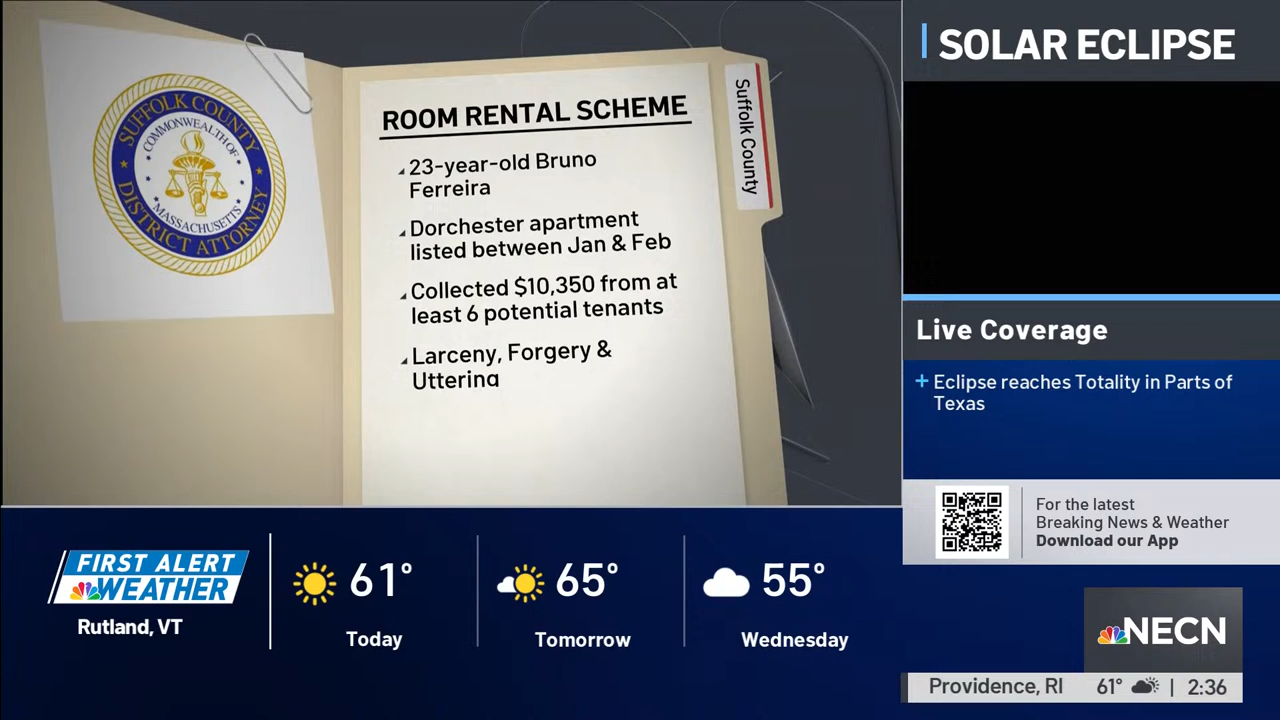 SUFFOLK COUNTY
COMMONWEALTH OF
MASSACHUSETTS
DISTRICT ATTORNEY
ROOM RENTAL SCHEME
23-year-old Bruno
Ferreira
Dorchester apartment
listed between Jan & Feb
Collected $10,350 from at
least 6 potential tenants
Larceny, Forgery &
Uttering
Suffolk County
SOLAR ECLIPSE
Live Coverage
+ Eclipse reaches Totality in Parts of
Texas
For the latest
Breaking News & Weather
Download our App
FIRST ALERT
WEATHER
Rutland, VT
61°
Today
65°
Tomorrow
55°
Wednesday
NECN
Providence, RI 61° | 2:36